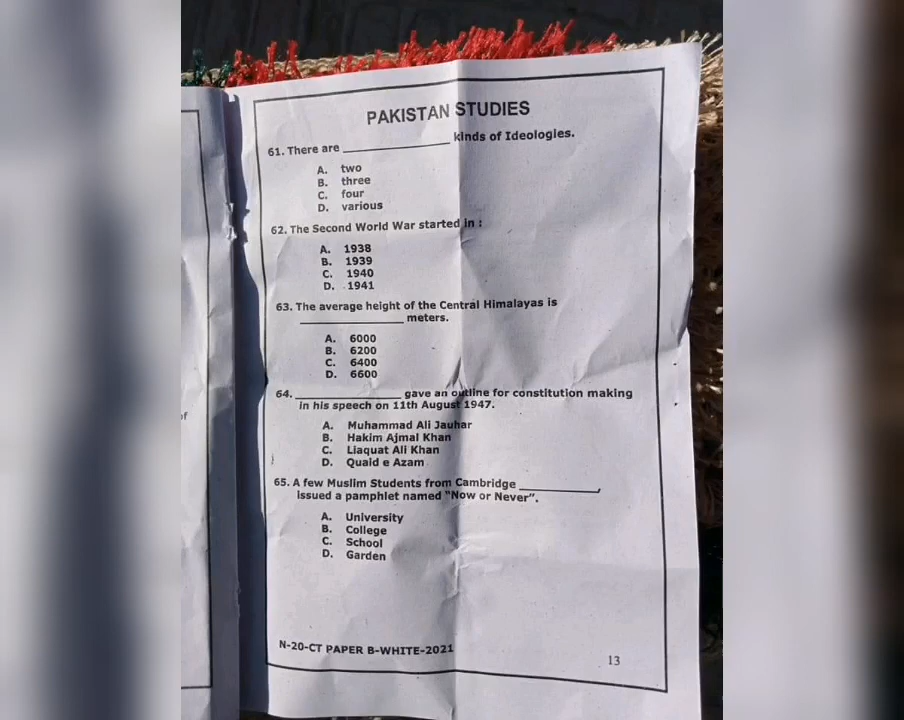 PAKISTAN STUDIES
61. There are ____________ kinds of Ideologies.
A. two
B. three
C. four
D. various
62. The Second World War started in :
A. 1938
B. 1939
C. 1940
D. 1941
63. The average height of the Central Himalayas is
____________ meters.
A. 6000
B. 6200
C. 6400
D. 6600
64. ____________ gave an outline for constitution making
in his speech on 11th August 1947.
A. Muhammad Ali Jauhar
B. Hakim Ajmal Khan
C. Liaquat Ali Khan
D. Quaid e Azam
65. A few Muslim Students from Cambridge ____________,
issued a pamphlet named "Now or Never".
A. University
B. College
C. School
D. Garden
N-20-CT PAPER B-WHITE-2021
13